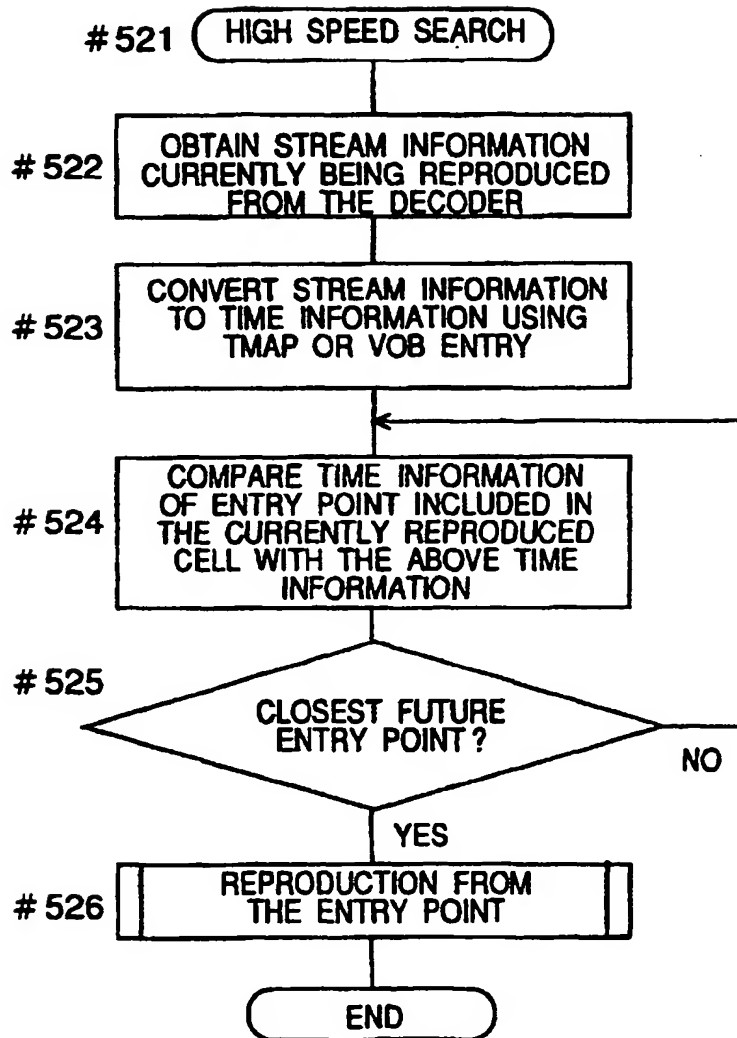 #521 HIGH SPEED SEARCH
#522
OBTAIN STREAM INFORMATION
CURRENTLY BEING REPRODUCED
FROM THE DECODER
#523
CONVERT STREAM INFORMATION
TO TIME INFORMATION USING
TMAP OR VOB ENTRY
#524
COMPARE TIME INFORMATION
OF ENTRY POINT INCLUDED IN
THE CURRENTLY REPRODUCED
CELL WITH THE ABOVE TIME
INFORMATION
#525
CLOSEST FUTURE
ENTRY POINT?
NO
YES
#526
REPRODUCTION FROM
THE ENTRY POINT
END